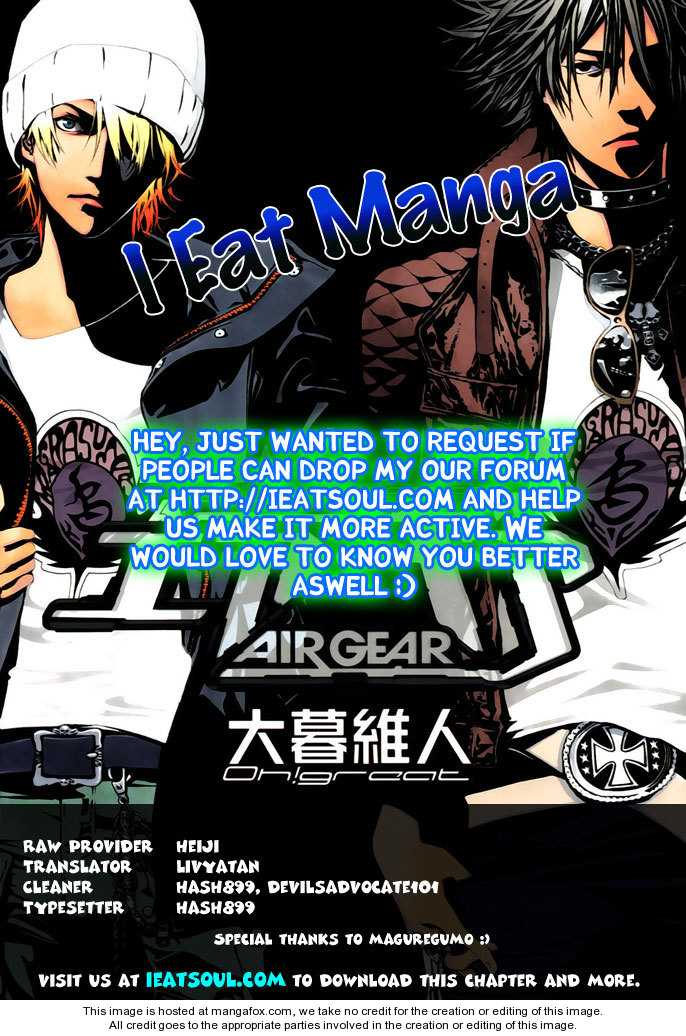 I Eat Manga
HEY, JUST WANTED TO REQUEST IF
PEOPLE CAN DROP MY OUR FORUM
AT HTTP://IEATSOUL.COM AND HELP
US MAKE IT MORE ACTIVE. WE
WOULD LOVE TO KNOW YOU BETTER
ASWELL ;)
AIR GEAR
大暮維人
Oh!great
RAW PROVIDER HEIJI
TRANSLATOR LIVYATAN
CLEANER HASH899, DEVILSADVOCATE101
TYPESETTER HASH899
SPECIAL THANKS TO MAGUREGUMO :)
VISIT US AT IEATSOUL.COM TO DOWNLOAD THIS CHAPTER AND MORE.
This image is hosted at mangafox.com, we take no credit for the creation or editing of this image.
All credit goes to the appropriate parties involved in the creation or editing of this image.